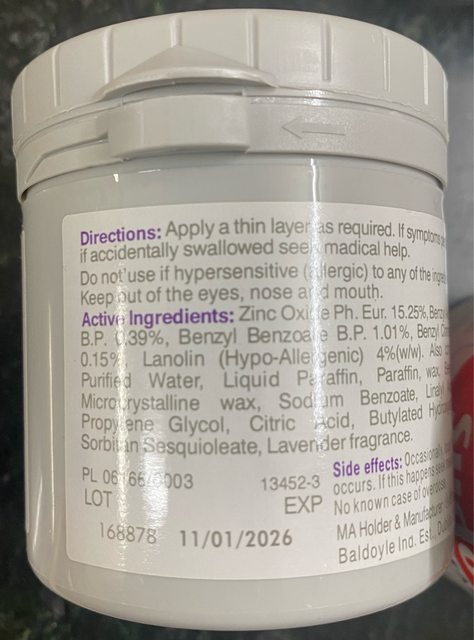 Directions: Apply a thin layer as required. If symptoms
if accidentally swallowed seek madical help.
Do not use if hypersensitive (allergic) to any of the
Keep out of the eyes, nose and mouth.
Active Ingredients: Zinc Oxide Ph. Eur. 15.25%,
B.P. 0.39%, Benzyl Benzoate B.P. 1.01%, Benzyl
0.15%, Lanolin (Hypo-Allergenic) 4%(w/w). Also
Purified Water, Liquid Paraffin, Paraffin, wax,
Microcrystalline wax, Sodium Benzoate,
Propylene Glycol, Citric Acid, Butylated
Sorbitan Sesquioleate, Lavender fragrance.
PL 13452-3
LOT EXP
168878 11/01/2026
Side effects: Occasionally,
occurs. If this happens seek
No known case of overdose.
MA Holder & Manufacturer
Baldoyle Ind. Est.,